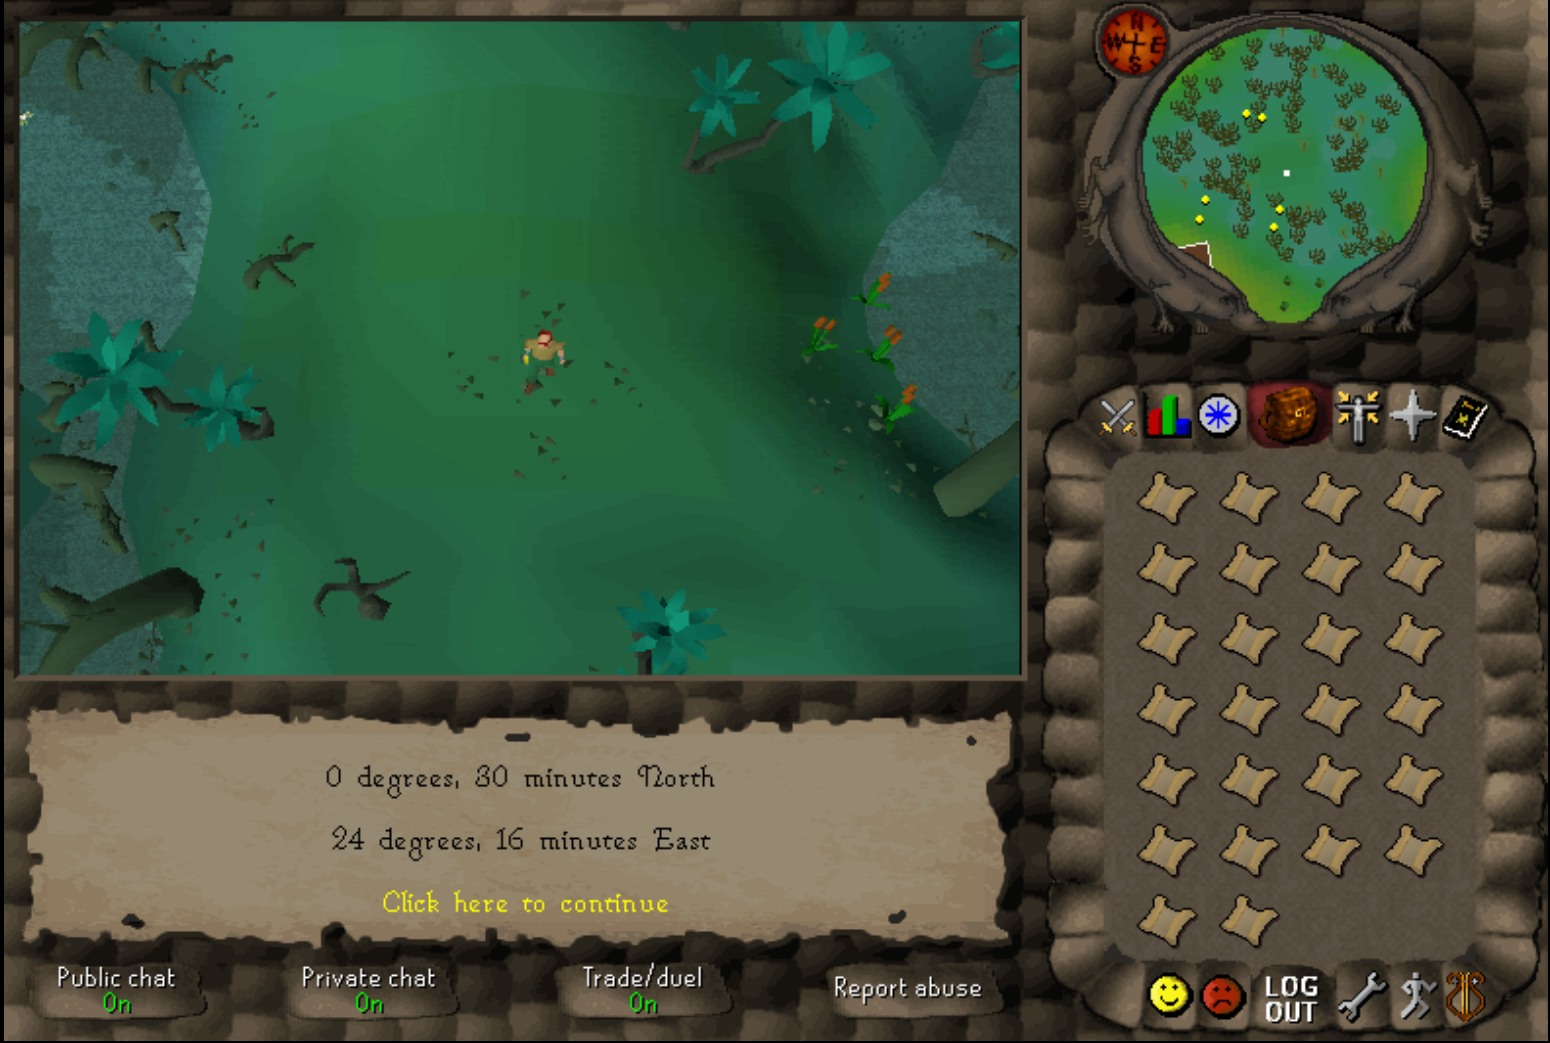 N
W E
S
0 degrees, 30 minutes North
24 degrees, 16 minutes East
Click here to continue
Public chat
On
Private chat
On
Trade/duel
On
Report abuse
LOG
OUT